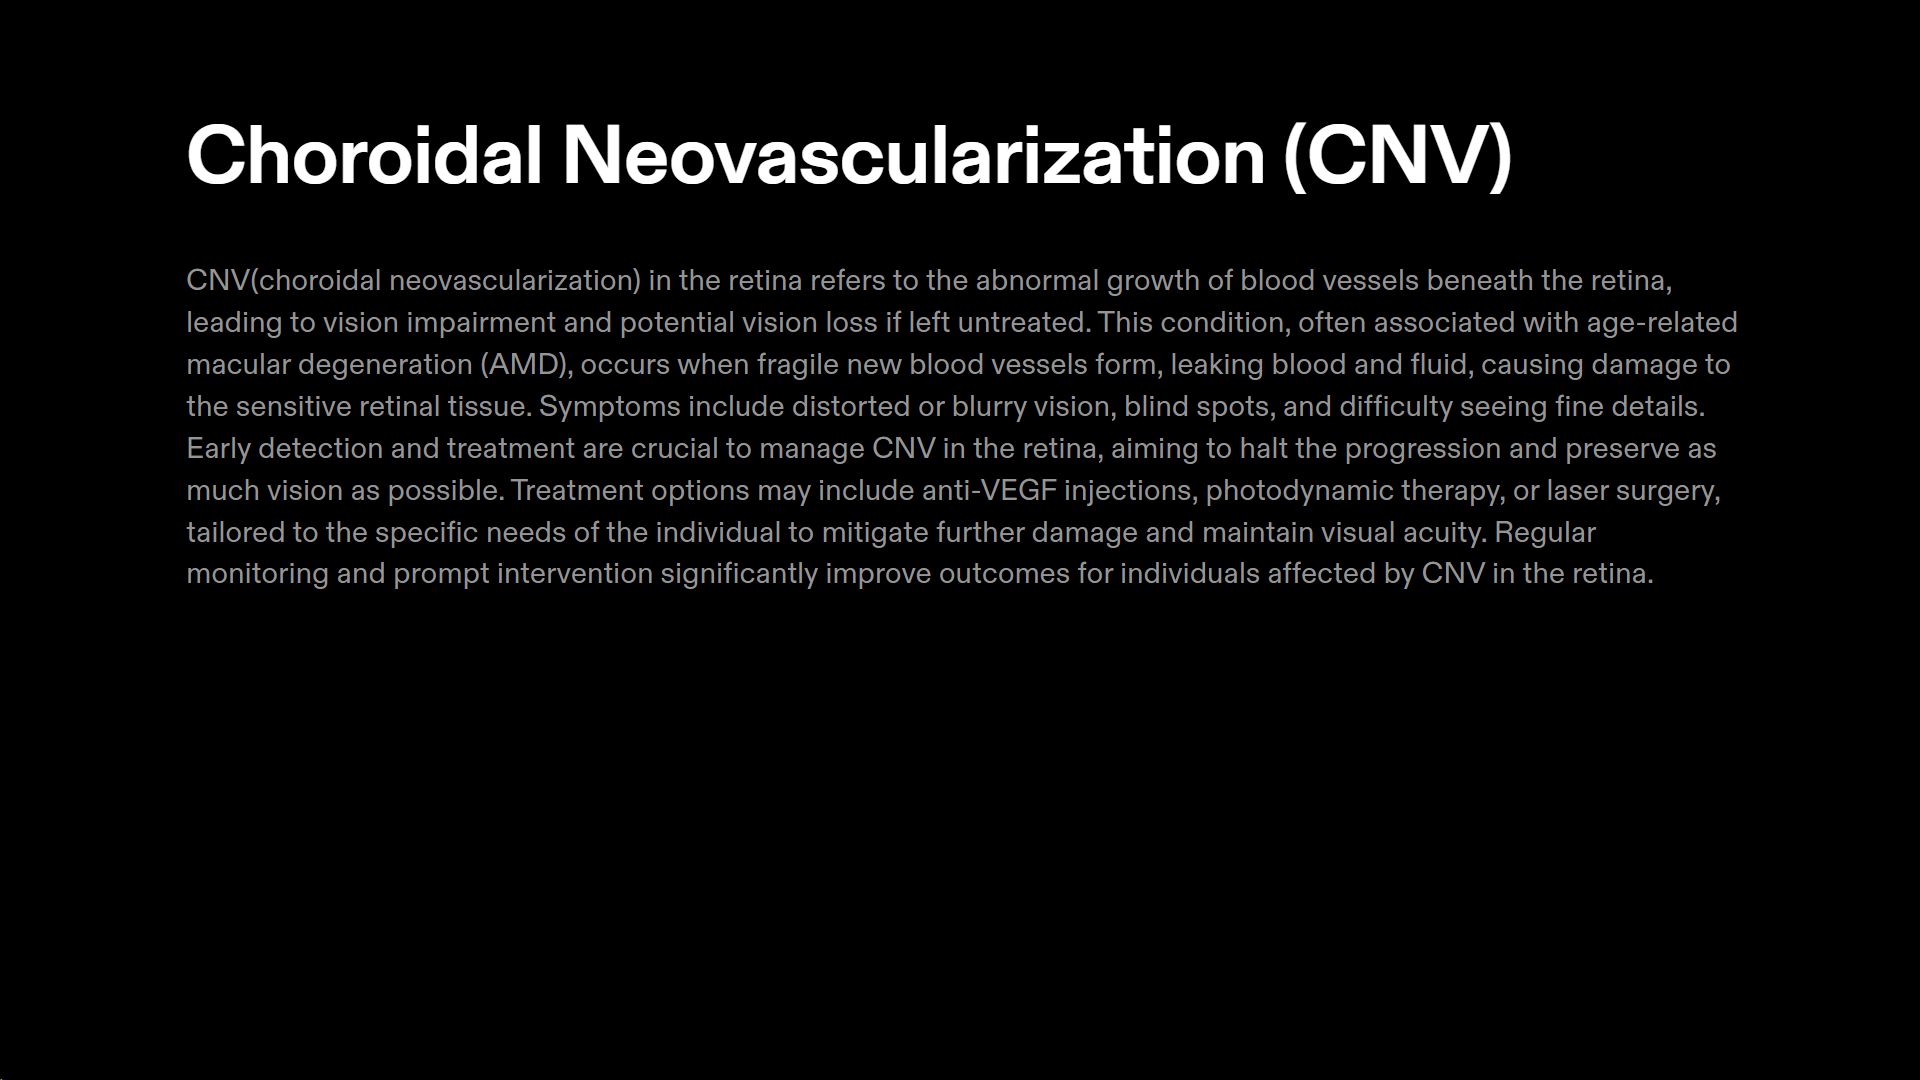 Choroidal Neovascularization (CNV)
CNV(choroidal neovascularization) in the retina refers to the abnormal growth of blood vessels beneath the retina,
leading to vision impairment and potential vision loss if left untreated. This condition, often associated with age-related
macular degeneration (AMD), occurs when fragile new blood vessels form, leaking blood and fluid, causing damage to
the sensitive retinal tissue. Symptoms include distorted or blurry vision, blind spots, and difficulty seeing fine details.
Early detection and treatment are crucial to manage CNV in the retina, aiming to halt the progression and preserve as
much vision as possible. Treatment options may include anti-VEGF injections, photodynamic therapy, or laser surgery,
tailored to the specific needs of the individual to mitigate further damage and maintain visual acuity. Regular
monitoring and prompt intervention significantly improve outcomes for individuals affected by CNV in the retina.